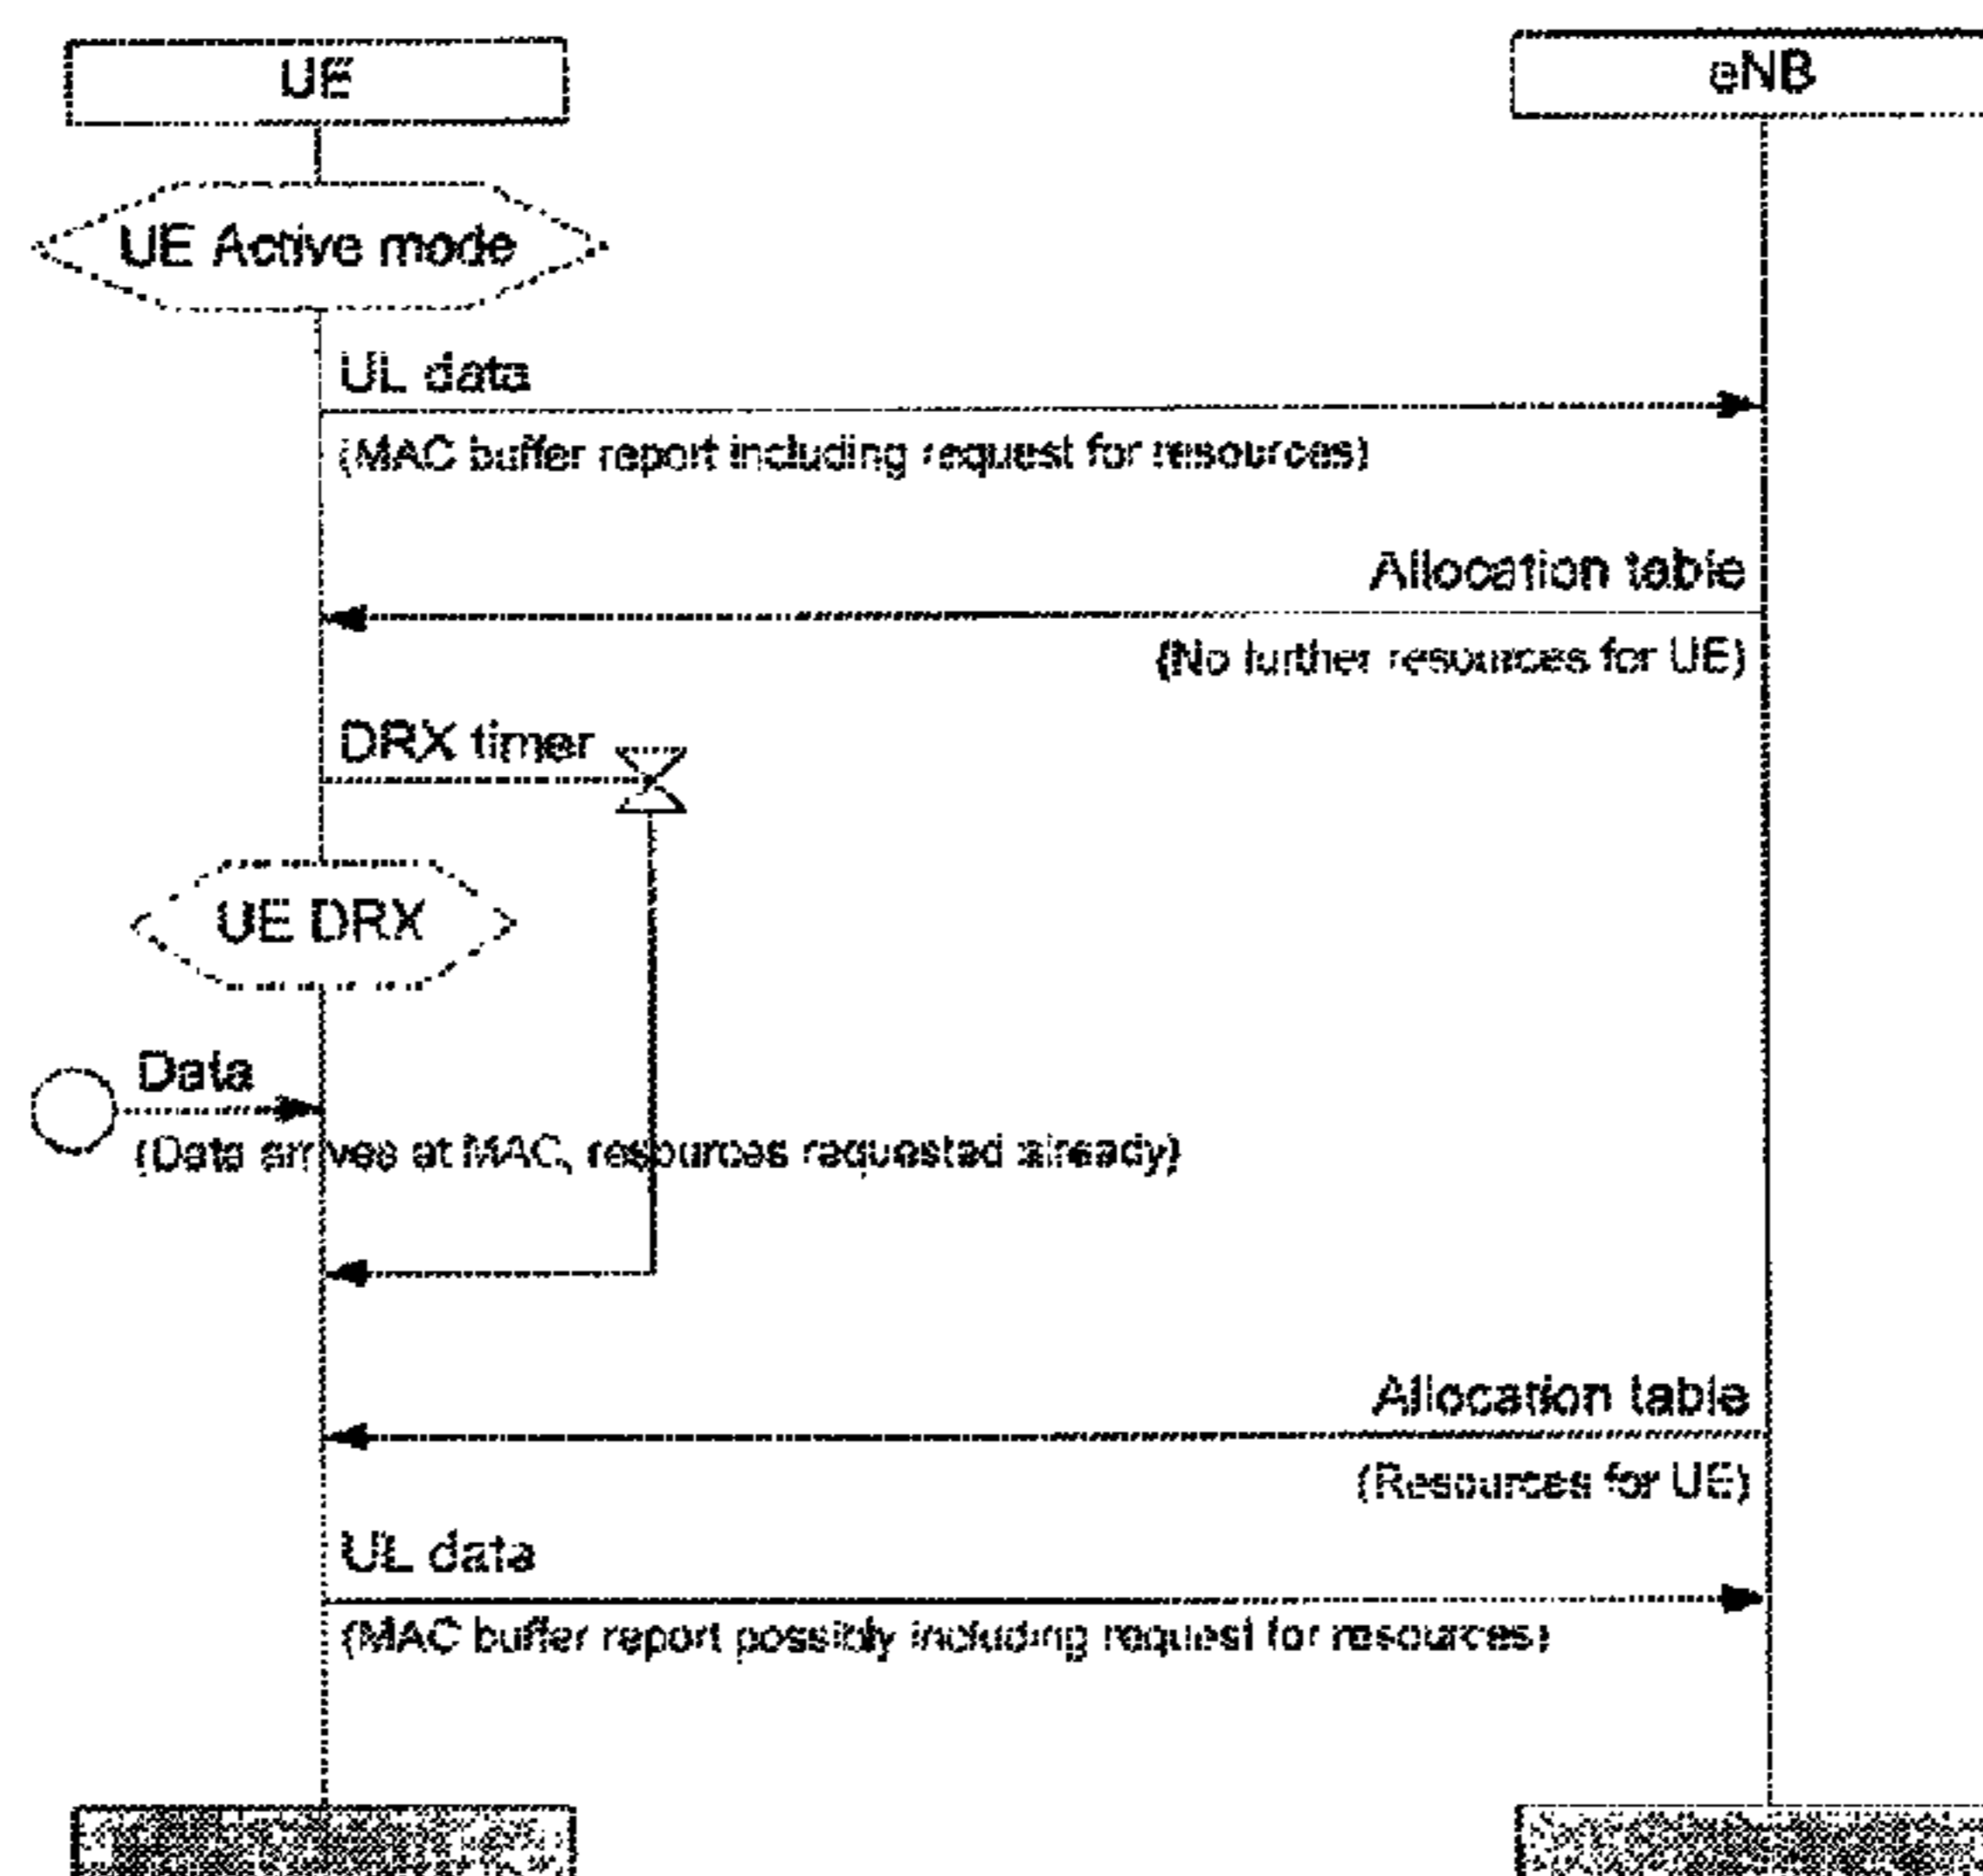 UE
eNB
UE Active mode
UL data
(MAC buffer report including request for resources)
Allocation table
(No further resources for UE)
DRX timer
UE DRX
Data
(Data arrives at MAC, resources requested already)
Allocation table
(Resources for UE)
UL data
(MAC buffer report possibly including request for resources)